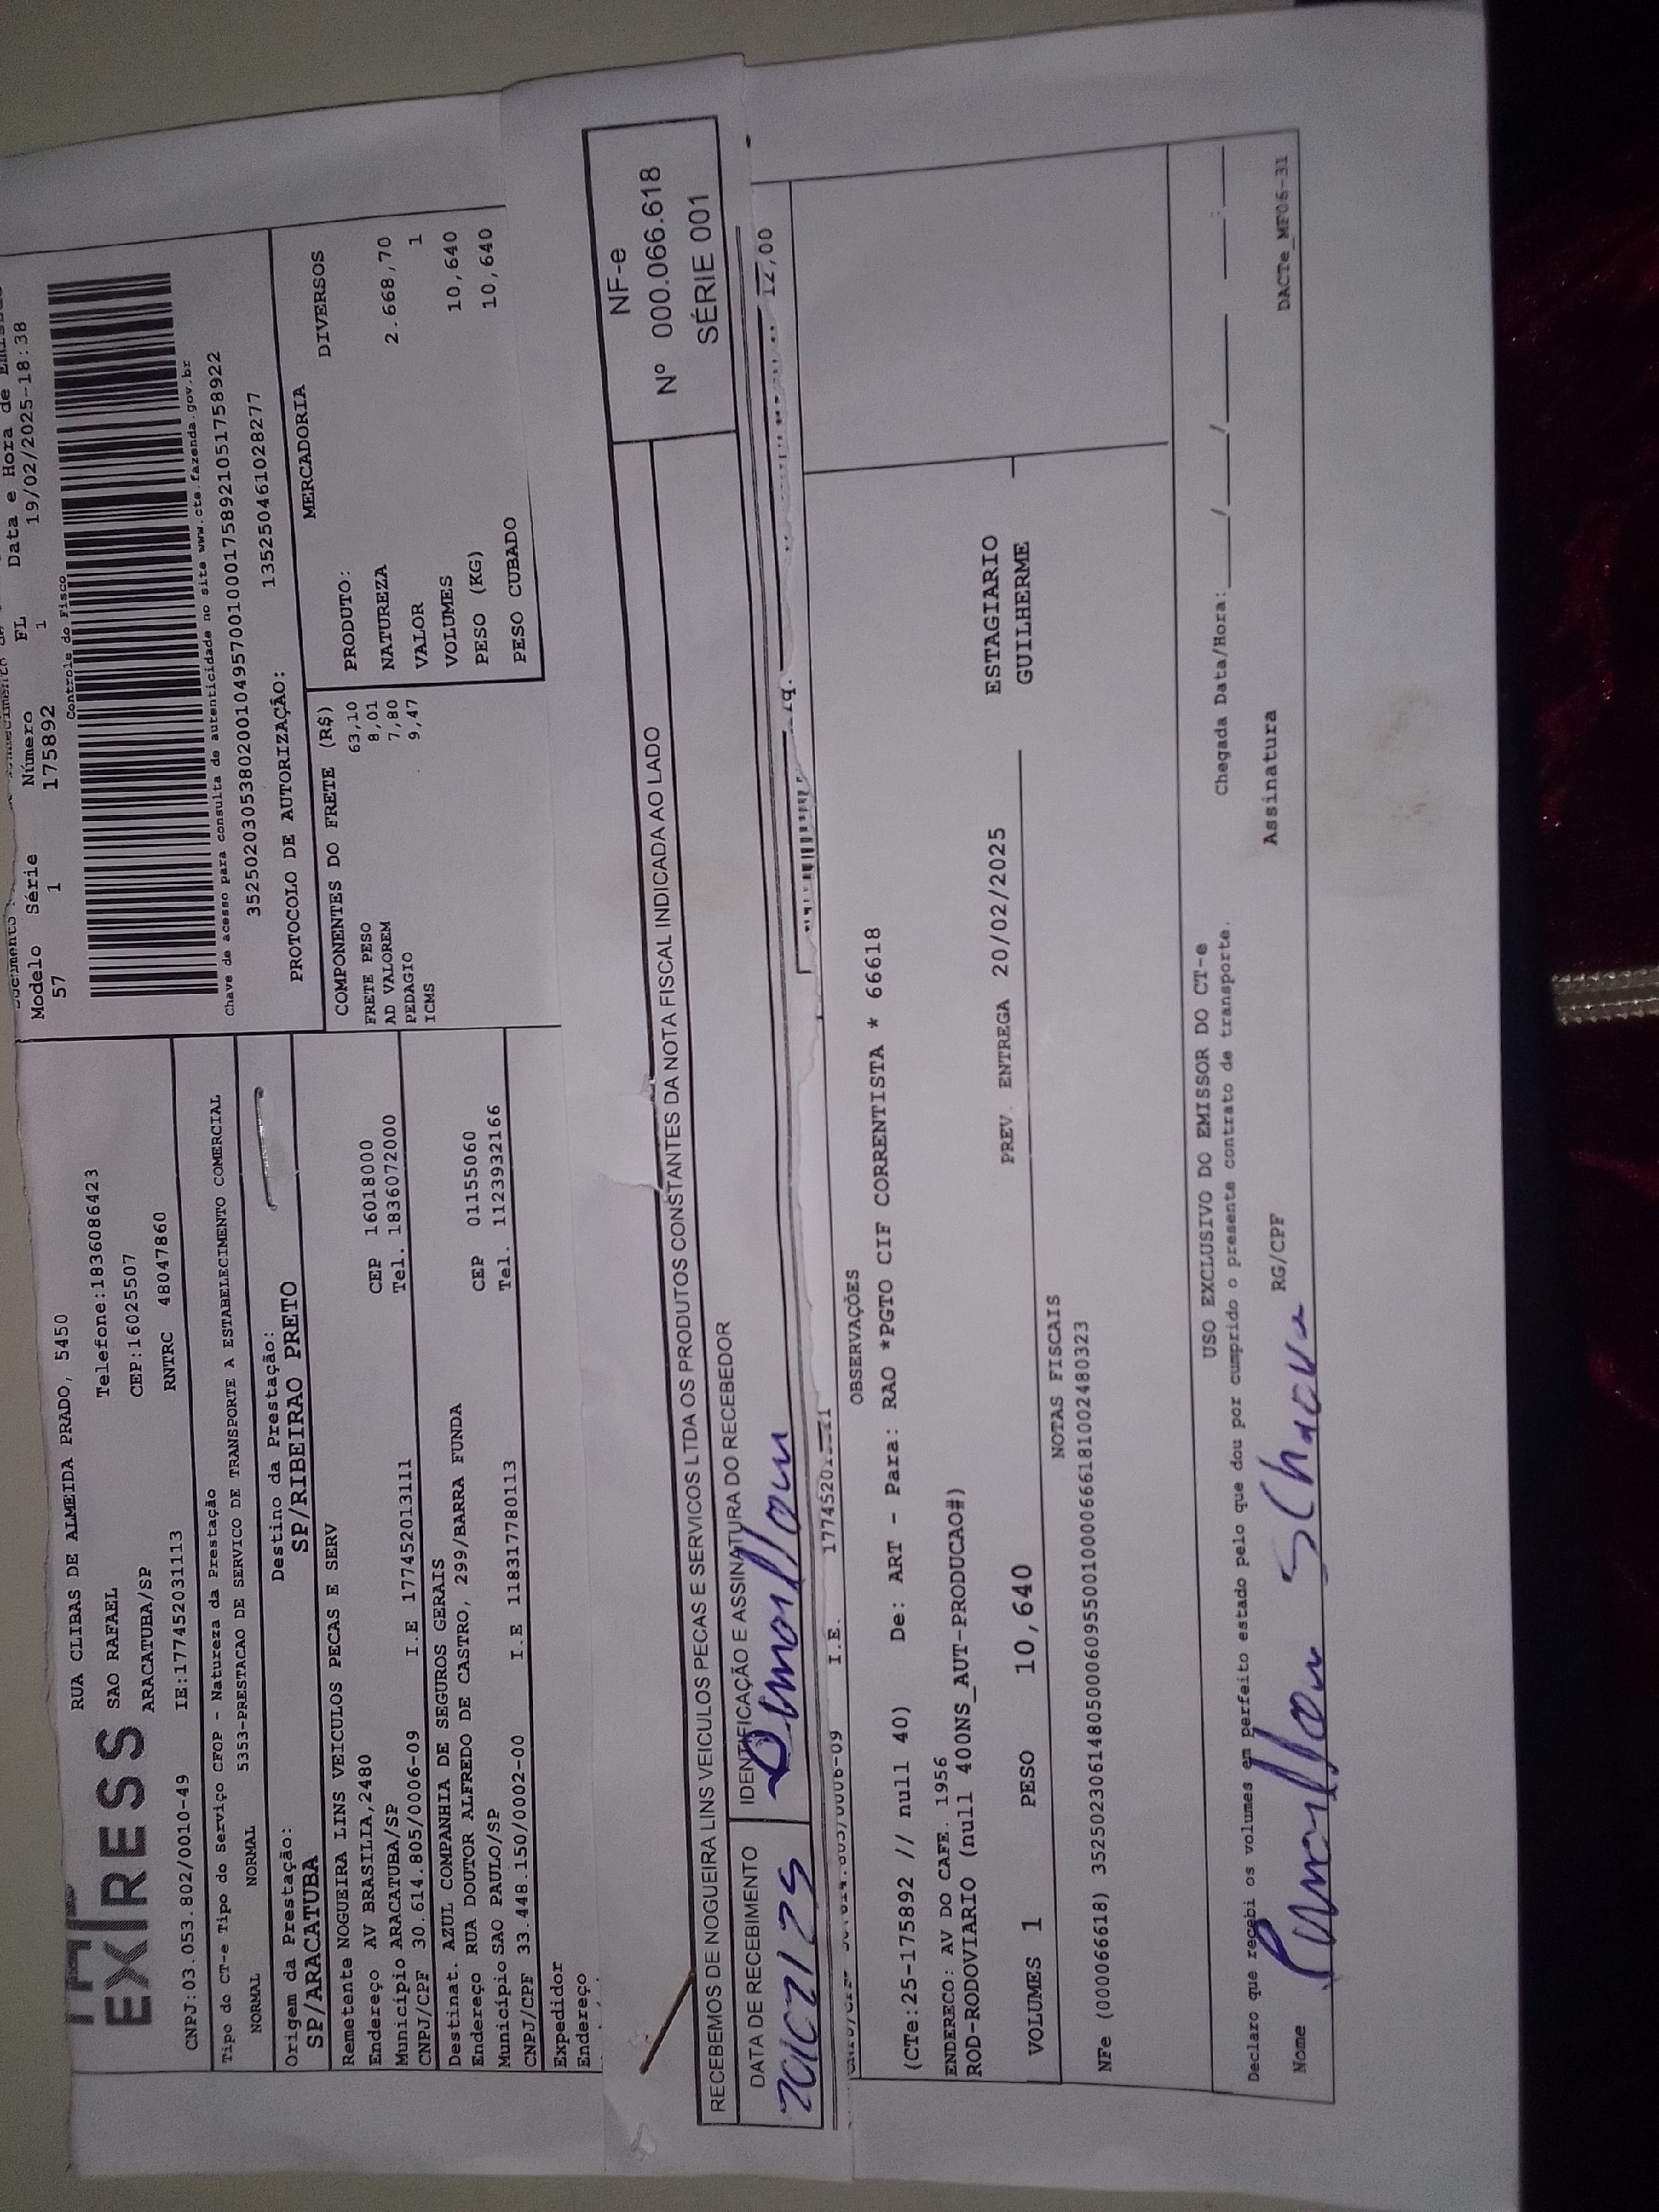 EXPRESS
RUA CLIBAS DE ALMEIDA PRADO, 5450
SAO RAFAEL Telefone:1836086423
ARACATUBA/SP CEP:16025507
CNPJ:03.053.802/0010-49 IE:177452031113 RNTRC 48047860
Tipo do CT-e Tipo do Serviço CFOP - Natureza da Prestação
NORMAL NORMAL 5353-PRESTACAO DE SERVICO DE TRANSPORTE A ESTABELECIMENTO COMERCIAL
Origem da Prestação: Destino da Prestação:
SP/ARACATUBA SP/RIBEIRAO PRETO
Remetente NOGUEIRA LINS VEICULOS PECAS E SERV
Endereço AV BRASILIA,2480 CEP 16018000
Município ARACATUBA/SP Tel. 1836072000
CNPJ/CPF 30.614.805/0006-09 I.E 177452013111
Destinat. AZUL COMPANHIA DE SEGUROS GERAIS
Endereço RUA DOUTOR ALFREDO DE CASTRO, 299/BARRA FUNDA CEP 01155060
Município SAO PAULO/SP Tel. 1123932166
CNPJ/CPF 33.448.150/0002-00 I.E 118317780113
Expedidor
Endereço
Modelo Série Número FL Data e Hora de
57 1 175892 1 19/02/2025-18:38
Controle do Fisco
Chave de acesso para consulta de autenticidade no site www.cte.fazenda.gov.br
35250203053802001049570010001758921051758922
PROTOCOLO DE AUTORIZAÇÃO: 135250461028277
COMPONENTES DO FRETE (R$) MERCADORIA
FRETE PESO 63,10
AD VALOREM 8,01
PEDAGIO 7,80
ICMS 9,47
PRODUTO: DIVERSOS
NATUREZA
VALOR 2.668,70
VOLUMES 1
PESO (KG) 10,640
PESO CUBADO 10,640
RECEBEMOS DE NOGUEIRA LINS VEICULOS PECAS E SERVICOS LTDA OS PRODUTOS CONSTANTES DA NOTA FISCAL INDICADA AO LADO
DATA DE RECEBIMENTO IDENTIFICAÇÃO E ASSINATURA DO RECEBEDOR
NF-e
Nº 000.066.618
SÉRIE 001
I.E. 12,00
OBSERVAÇÕES
(CTe:25-175892 // null 40) De: ART - Para: RAO *PGTO CIF CORRENTISTA * 66618
ENDERECO: AV DO CAFE. 1956
ROD-RODOVIARIO (null 400NS_AUT-PRODUCAO#)
VOLUMES 1 PESO 10,640 PREV. ENTREGA 20/02/2025 ESTAGIARIO
GUILHERME
NOTAS FISCAIS
NFe (000066618) 35250230614805000609550010000666181002480323
USO EXCLUSIVO DO EMISSOR DO CT-e
Declaro que recebi os volumes em perfeito estado pelo que dou por cumprido o presente contrato de transporte. Chegada Data/Hora:____/____/____ ____:____
Nome RG/CPF Assinatura
DACTe_MF06-31